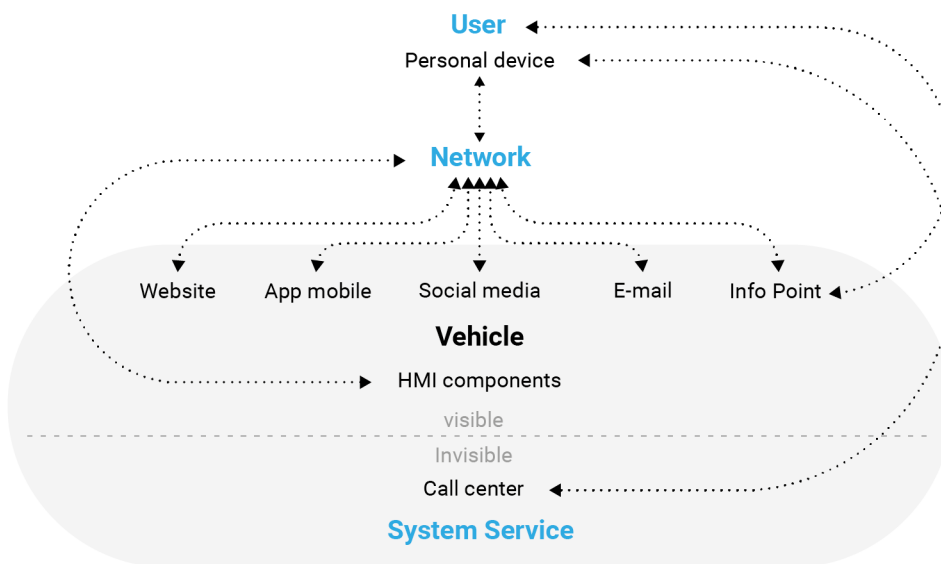 User
Personal device
Network
Website App mobile Social media E-mail Info Point
Vehicle
HMI components
visible
Invisible
Call center
System Service